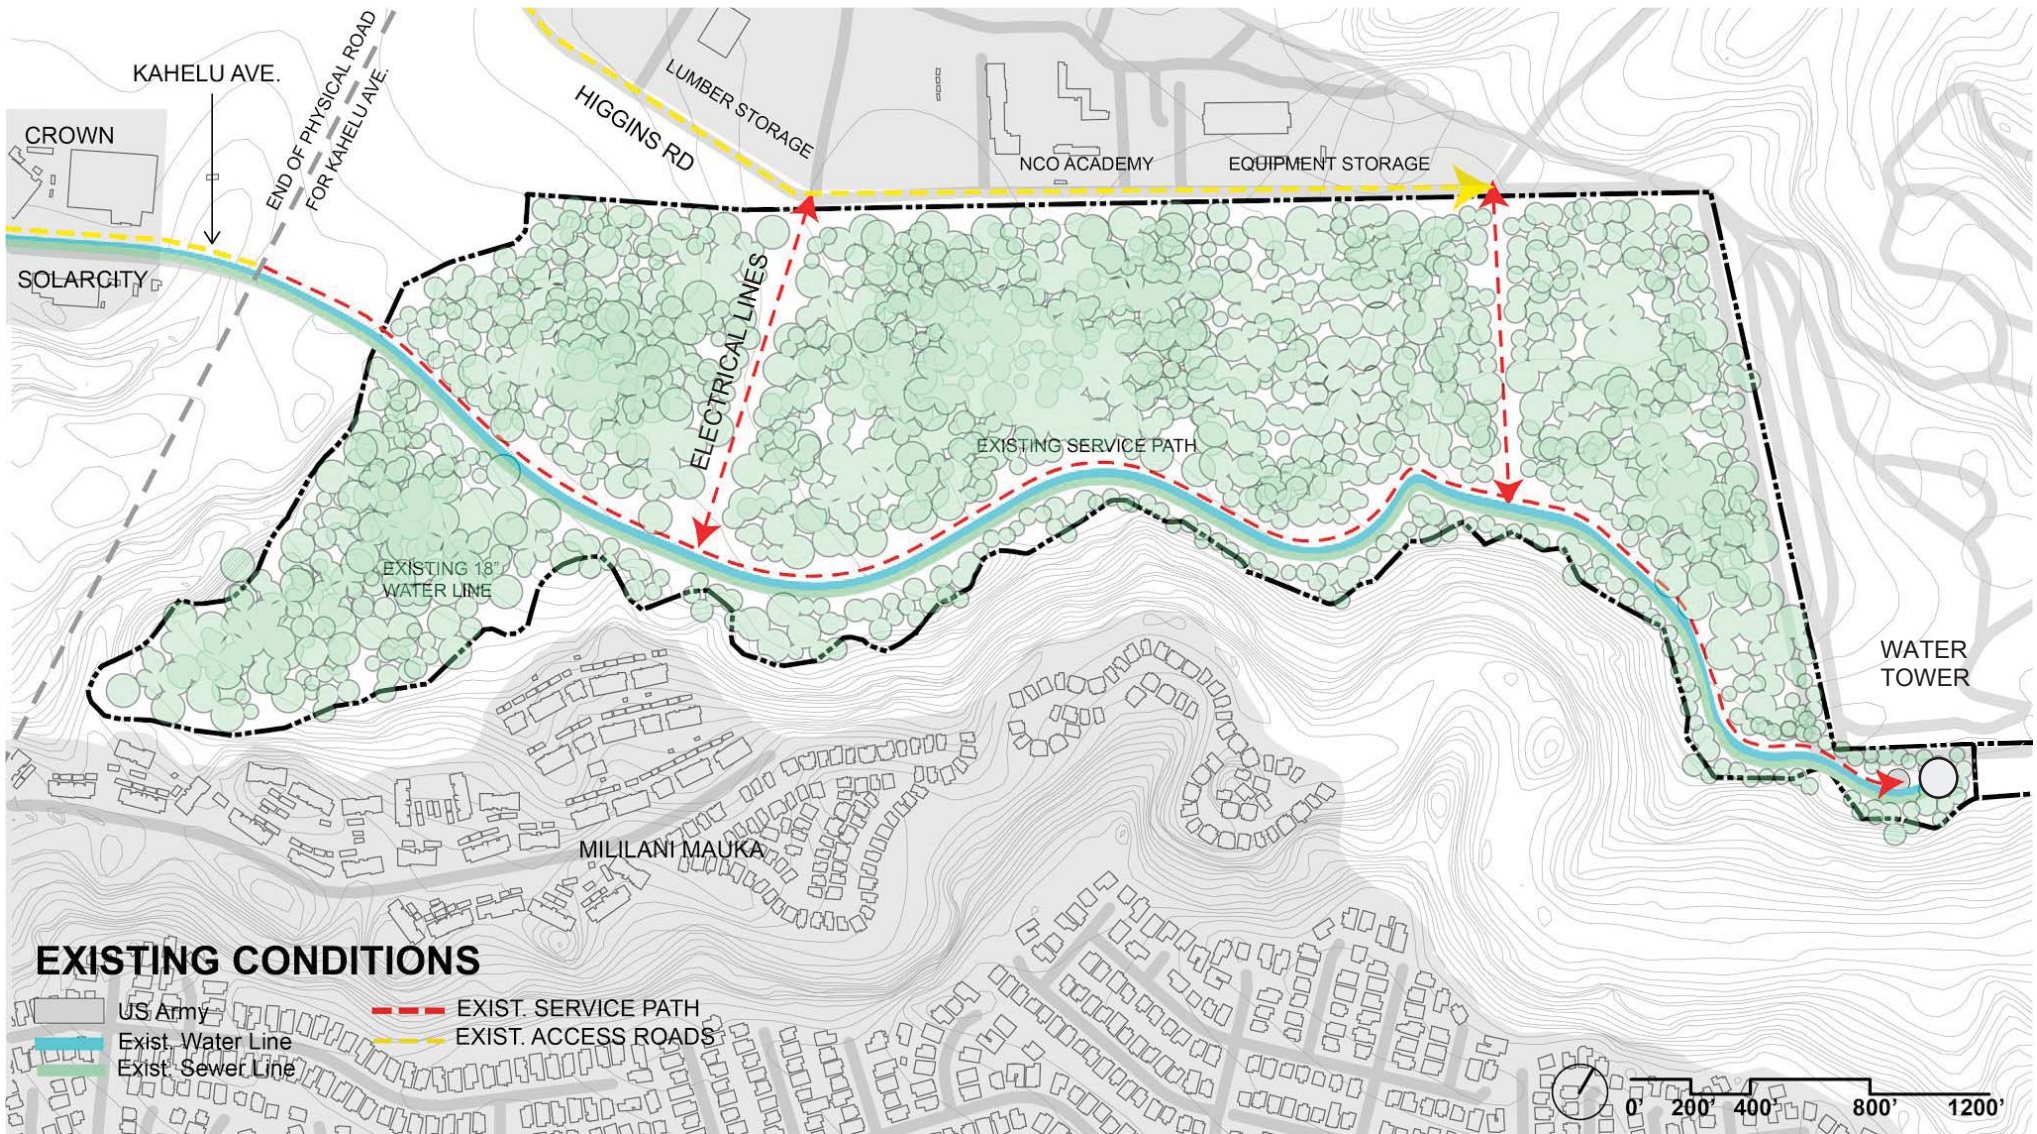 KAHELU AVE.
END OF PHYSICAL ROAD
FOR KAHELU AVE.
CROWN
SOLARCITY
HIGGINS RD
LUMBER STORAGE
NCO ACADEMY
EQUIPMENT STORAGE
ELECTRICAL LINES
EXISTING SERVICE PATH
EXISTING 18"
WATER LINE
WATER
TOWER
MILILANI MAUKA
EXISTING CONDITIONS
US Army
Exist. Water Line
Exist. Sewer Line
EXIST. SERVICE PATH
EXIST. ACCESS ROADS
0' 200' 400' 800' 1200'